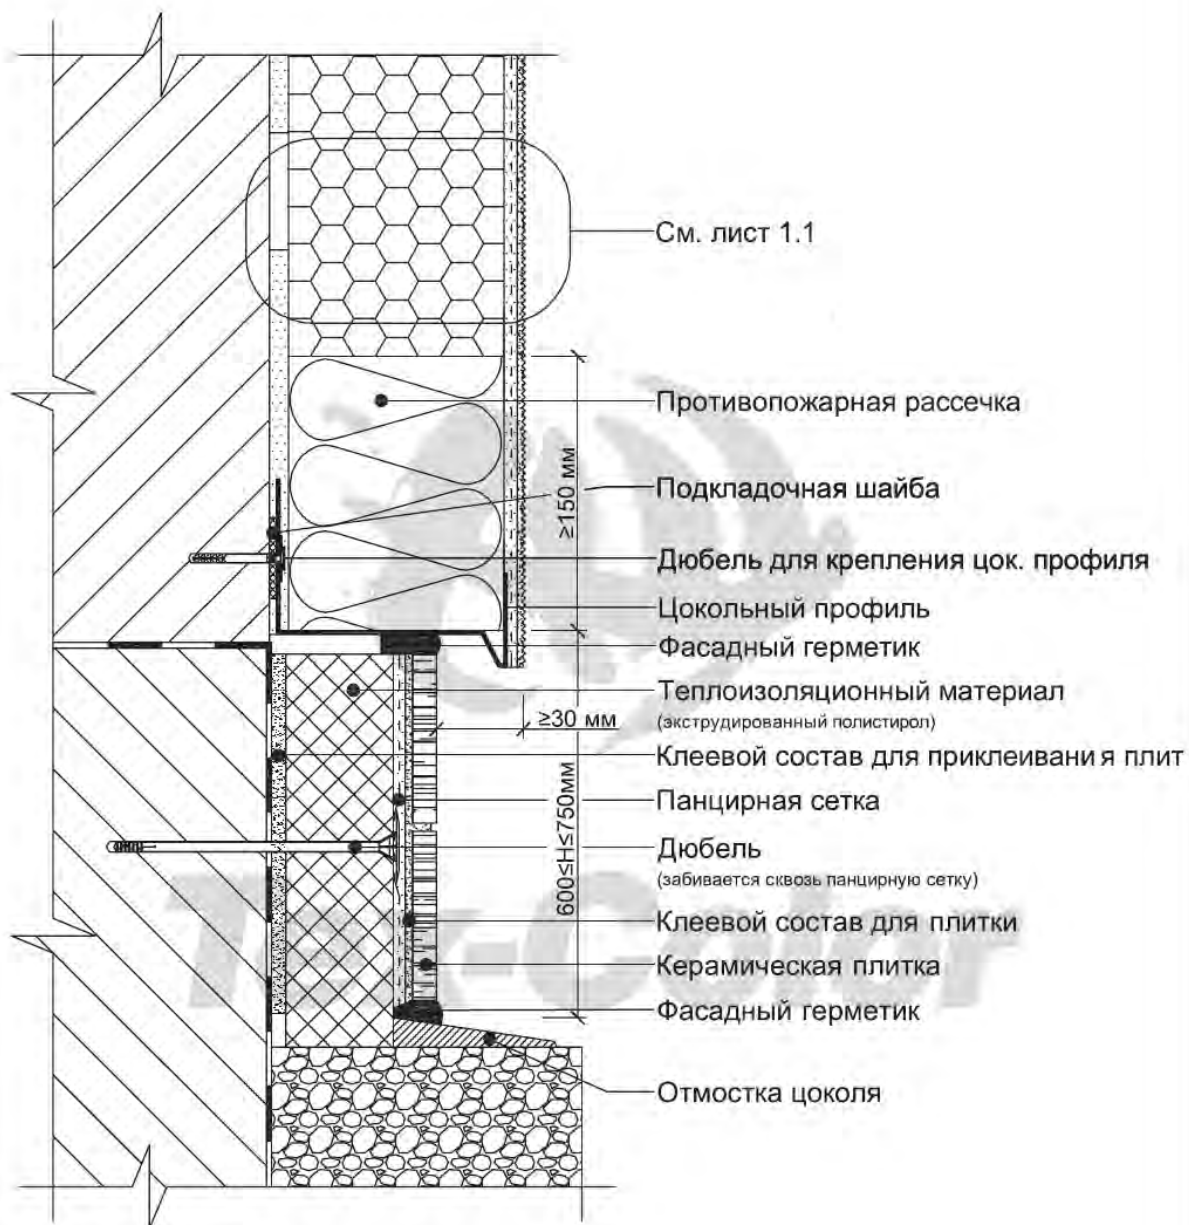 См. лист 1.1
Противопожарная рассечка
≥150 мм
Подкладочная шайба
Дюбель для крепления цок. профиля
Цокольный профиль
Фасадный герметик
Теплоизоляционный материал
(экструдированный полистирол)
≥30 мм
Клеевой состав для приклеивания плит
Панцирная сетка
600≤H≤750мм
Дюбель
(забивается сквозь панцирную сетку)
Клеевой состав для плитки
Керамическая плитка
Фасадный герметик
Отмостка цоколя
Tex-Color